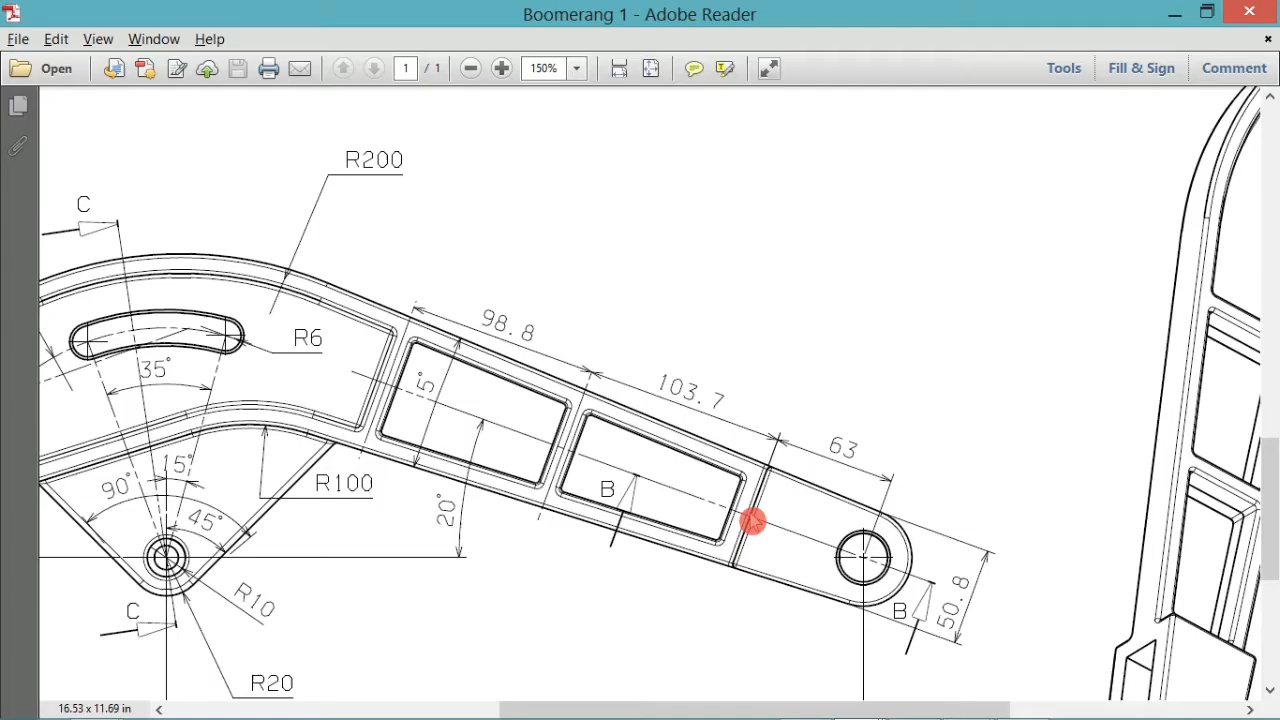 Boomerang 1 - Adobe Reader
File Edit View Window Help
Open 1 / 1 150% Tools Fill & Sign Comment
R200
C
98.8
R6
103.7
35°
5°
63
15°
90°
R100
B
45°
20°
R10
C
B
50.8
R20
16.53 x 11.69 in